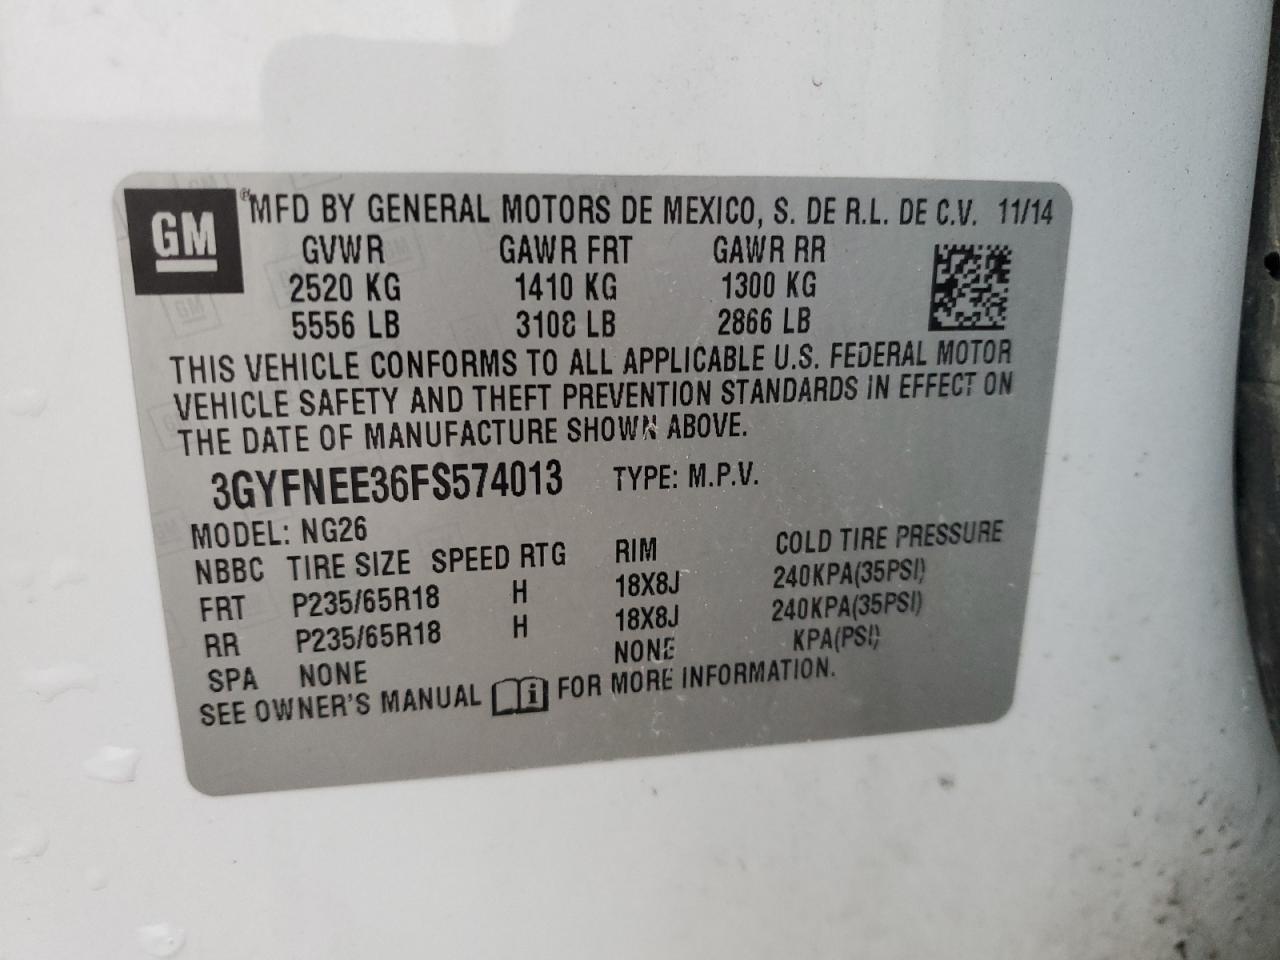 GM ® MFD BY GENERAL MOTORS DE MEXICO, S. DE R.L. DE C.V. 11/14
GVWR GAWR FRT GAWR RR
2520 KG 1410 KG 1300 KG
5556 LB 3108 LB 2866 LB
THIS VEHICLE CONFORMS TO ALL APPLICABLE U.S. FEDERAL MOTOR
VEHICLE SAFETY AND THEFT PREVENTION STANDARDS IN EFFECT ON
THE DATE OF MANUFACTURE SHOWN ABOVE.
3GYFNEE36FS574013 TYPE: M.P.V.
MODEL: NG26
NBBC TIRE SIZE SPEED RTG RIM COLD TIRE PRESSURE
FRT P235/65R18 H 18X8J 240KPA(35PSI)
RR P235/65R18 H 18X8J 240KPA(35PSI)
SPA NONE NONE KPA(PSI)
SEE OWNER'S MANUAL i FOR MORE INFORMATION.